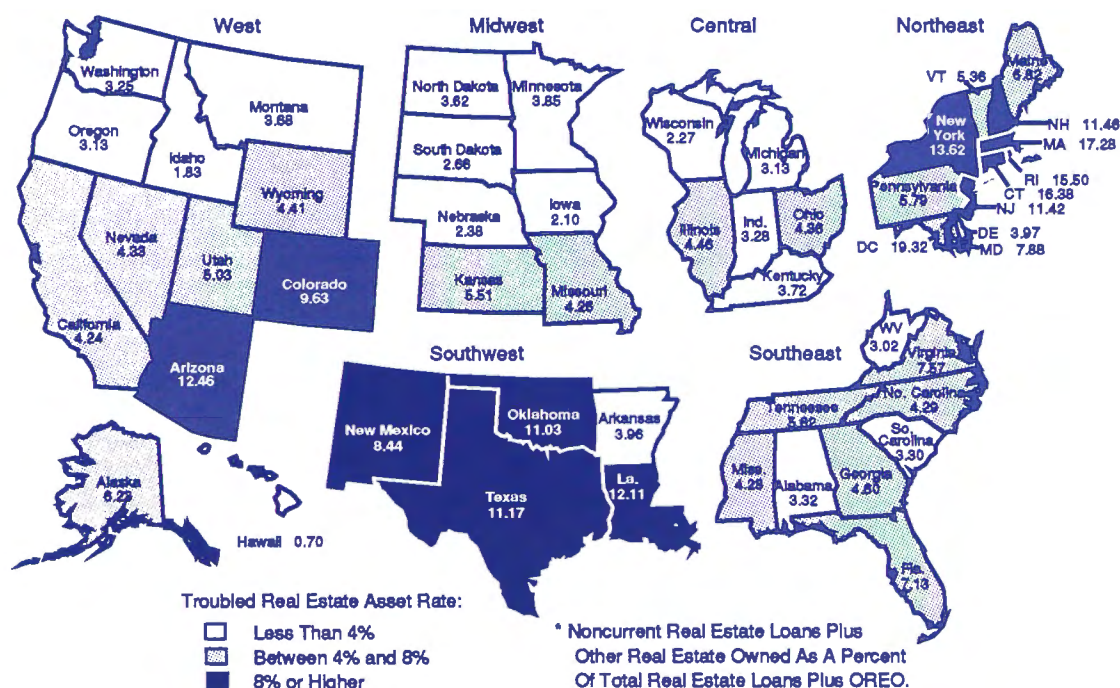 West
Midwest
Central
Northeast
Washington
3.25
Oregon
3.13
Idaho
1.83
Montana
3.68
Wyoming
4.41
Nevada
4.33
Utah
5.03
Colorado
9.63
California
4.24
Arizona
12.46
Alaska
Hawaii 0.70
North Dakota
3.62
Minnesota
3.85
South Dakota
2.66
Nebraska
2.38
Iowa
2.10
Kansas
5.51
Missouri
4.26
Wisconsin
2.27
Michigan
3.13
Illinois
4.46
Ind.
3.28
Ohio
4.36
Kentucky
3.72
Maine
6.82
VT 5.36
New
York
13.62
NH 11.46
MA 17.28
RI 15.50
CT 16.38
NJ 11.42
Pennsylvania
5.79
DE 3.97
DC 19.32
MD 7.88
Southwest
New Mexico
8.44
Oklahoma
11.03
Arkansas
3.96
Texas
11.17
La.
12.11
Southeast
WV
3.02
Virginia
7.57
No. Carolina
4.29
Tennessee
So.
Carolina
3.30
Miss
4.28
Alabama
3.32
Georgia
4.60
Fla.
7.13
Troubled Real Estate Asset Rate:
Less Than 4%
Between 4% and 8%
8% or Higher
* Noncurrent Real Estate Loans Plus
Other Real Estate Owned As A Percent
Of Total Real Estate Loans Plus OREO.